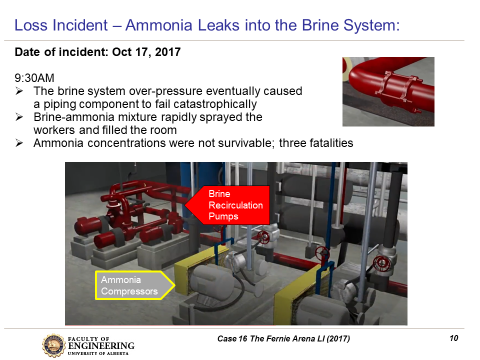 Loss Incident – Ammonia Leaks into the Brine System:
Date of incident: Oct 17, 2017
9:30AM
➢ The brine system over-pressure eventually caused
a piping component to fail catastrophically
➢ Brine-ammonia mixture rapidly sprayed the
workers and filled the room
➢ Ammonia concentrations were not survivable; three fatalities
Brine
Recirculation
Pumps
Ammonia
Compressors
FACULTY OF
ENGINEERING
UNIVERSITY OF ALBERTA
Case 16 The Fernie Arena LI (2017)
10